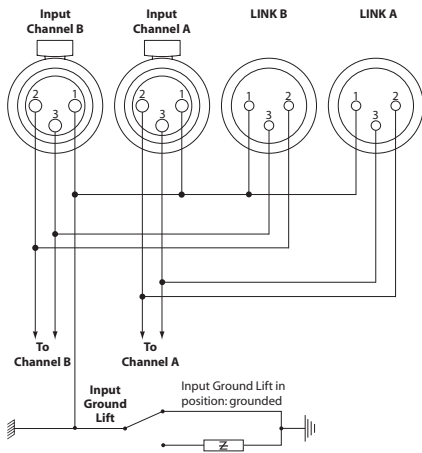 Input
Channel B
Input
Channel A
LINK B
LINK A
2
1
3
2
1
3
1
2
3
1
2
3
To
Channel B
To
Channel A
Input
Ground
Lift
Input Ground Lift in
position: grounded
Z